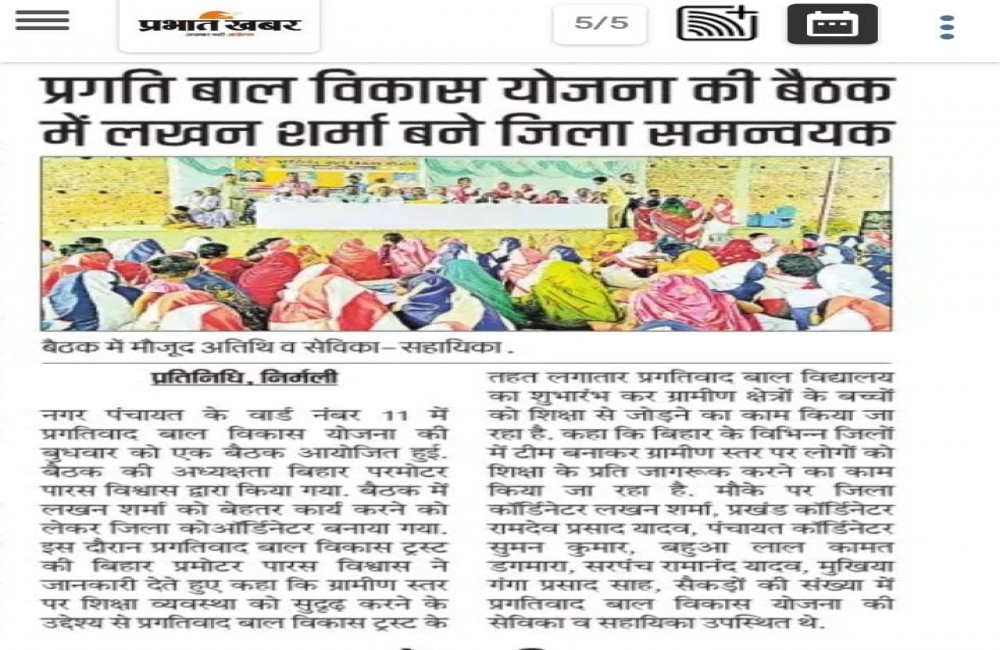 प्रभात खबर
अखबार नहीं आंदोलन
5/5
प्रगति बाल विकास योजना की बैठक
में लखन शर्मा बने जिला समन्वयक
बैठक में मौजूद अतिथि व सेविका-सहायिका.
प्रतिनिधि, निर्मली
नगर पंचायत के वार्ड नंबर 11 में
प्रगतिवाद बाल विकास योजना की
बुधवार को एक बैठक आयोजित हुई.
बैठक की अध्यक्षता बिहार परमोटर
पारस विश्वास द्वारा किया गया. बैठक में
लखन शर्मा को बेहतर कार्य करने को
लेकर जिला कोऑर्डिनेटर बनाया गया.
इस दौरान प्रगतिवाद बाल विकास ट्रस्ट
की बिहार प्रमोटर पारस विश्वास ने
जानकारी देते हुए कहा कि ग्रामीण स्तर
पर शिक्षा व्यवस्था को सुदृढ़ करने के
उद्देश्य से प्रगतिवाद बाल विकास ट्रस्ट के
तहत लगातार प्रगतिवाद बाल विद्यालय
का शुभारंभ कर ग्रामीण क्षेत्रों के बच्चों
को शिक्षा से जोड़ने का काम किया जा
रहा है. कहा कि बिहार के विभिन्न जिलों
में टीम बनाकर ग्रामीण स्तर पर लोगों को
शिक्षा के प्रति जागरूक करने का काम
किया जा रहा है. मौके पर जिला
कॉर्डिनेटर लखन शर्मा, प्रखंड कॉर्डिनेटर
रामदेव प्रसाद यादव, पंचायत कॉर्डिनेटर
सुमन कुमार, बहुआ लाल कामत
डगमारा, सरपंच रामानंद यादव, मुखिया
गंगा प्रसाद साह, सैकड़ों की संख्या में
प्रगतिवाद बाल विकास योजना की
सेविका व सहायिका उपस्थित थे.